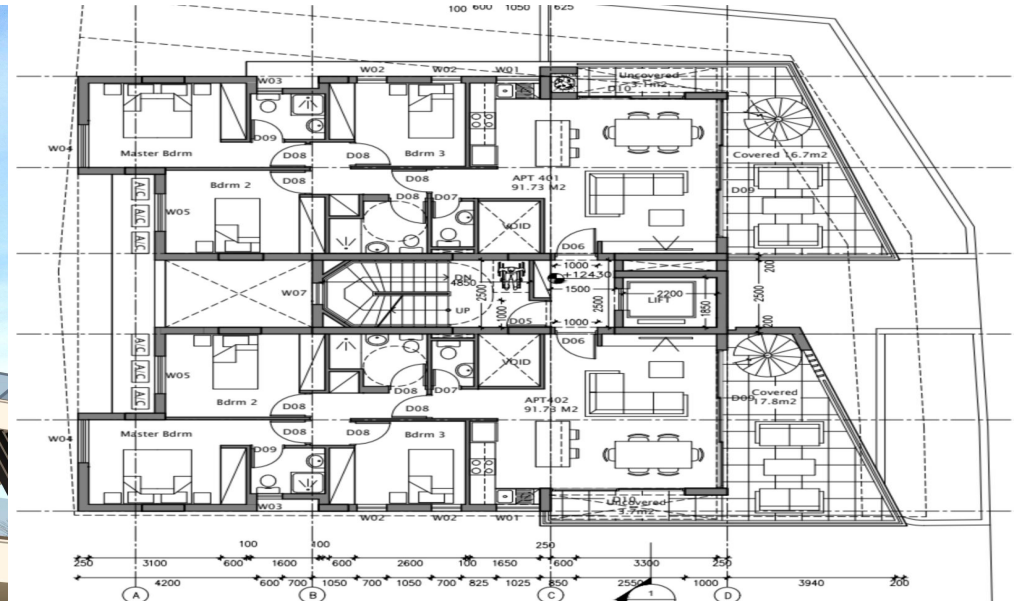 100 600 1050 625
W03
W02
W02
W01
Uncovered
3.1m2
D10
W04
Master Bdrm
D09
D08
D08
Bdrm 3
APT 401
91.73 M2
Covered 16.7m2
Bdrm 2
D08
D08
D08
D07
D09
A/C
A/C
A/C
W05
VOID
D06
1000
+12430
1500
200
DN
4850
2500
W07
UP
1000
D05
1000
2500
LIFT
2200
1850
2500
200
D06
A/C
A/C
A/C
W05
VOID
Bdrm 2
D08
D08
D07
D08
APT402
91.73 M2
D09
Covered
17.8m2
W04
Master Bdrm
D08
D08
Bdrm 3
D09
D10
Uncovered
3.7m2
W03
W02
W02
W01
100 100 250
250 3100 600 1600 600 2600 100 1650 600 3300 250
4200 600 700 1050 700 1050 700 825 1025 850 2550 1000 3940 200
A B C 1 D